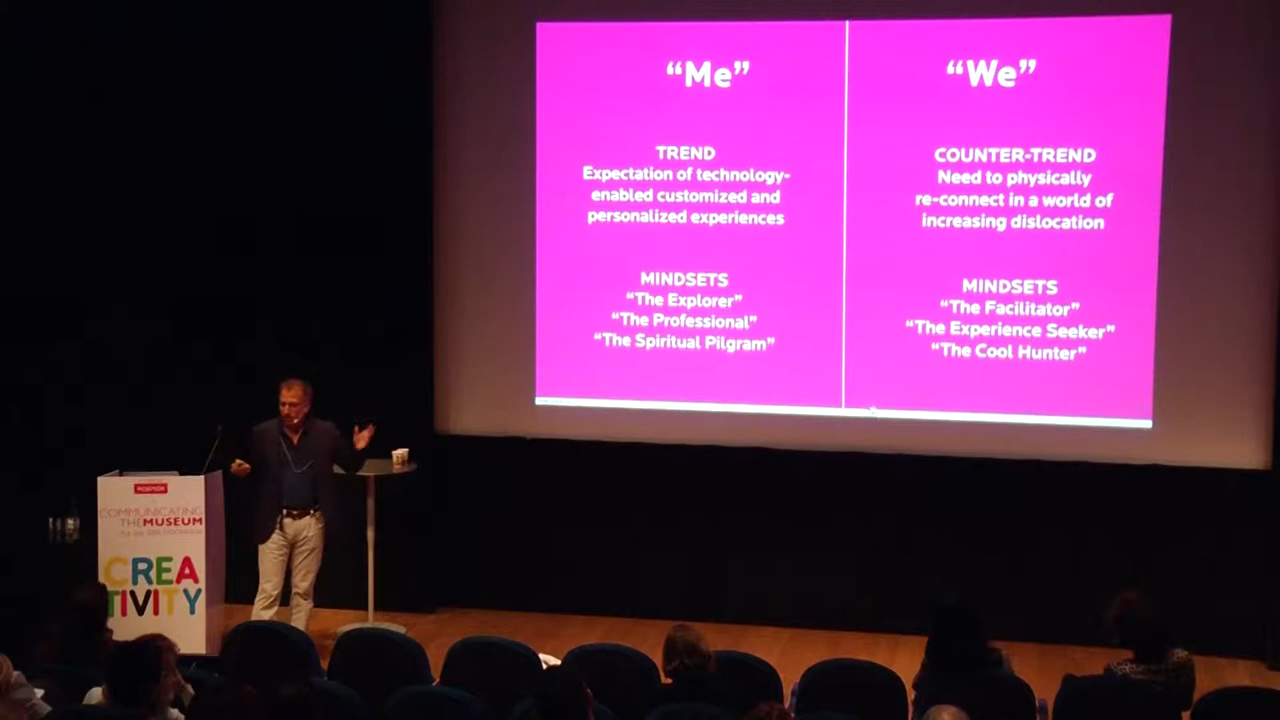 “Me”
TREND
Expectation of technology-
enabled customized and
personalized experiences
MINDSETS
“The Explorer”
“The Professional”
“The Spiritual Pilgram”
“We”
COUNTER-TREND
Need to physically
re-connect in a world of
increasing dislocation
MINDSETS
“The Facilitator”
“The Experience Seeker”
“The Cool Hunter”
COMMUNICATING
THEMUSEUM
CREA
TIVITY